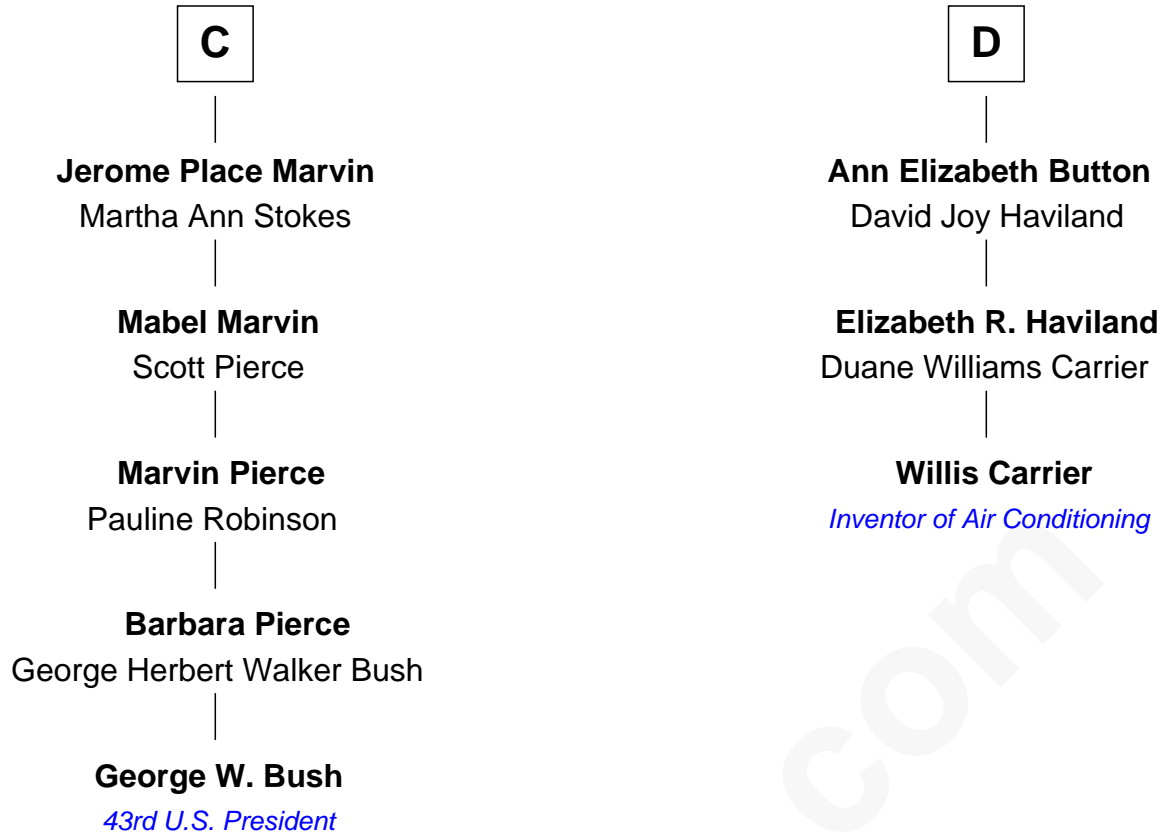 C
Jerome Place Marvin
Martha Ann Stokes
Mabel Marvin
Scott Pierce
Marvin Pierce
Pauline Robinson
Barbara Pierce
George Herbert Walker Bush
George W. Bush
43rd U.S. President
D
Ann Elizabeth Button
David Joy Haviland
Elizabeth R. Haviland
Duane Williams Carrier
Willis Carrier
Inventor of Air Conditioning
com